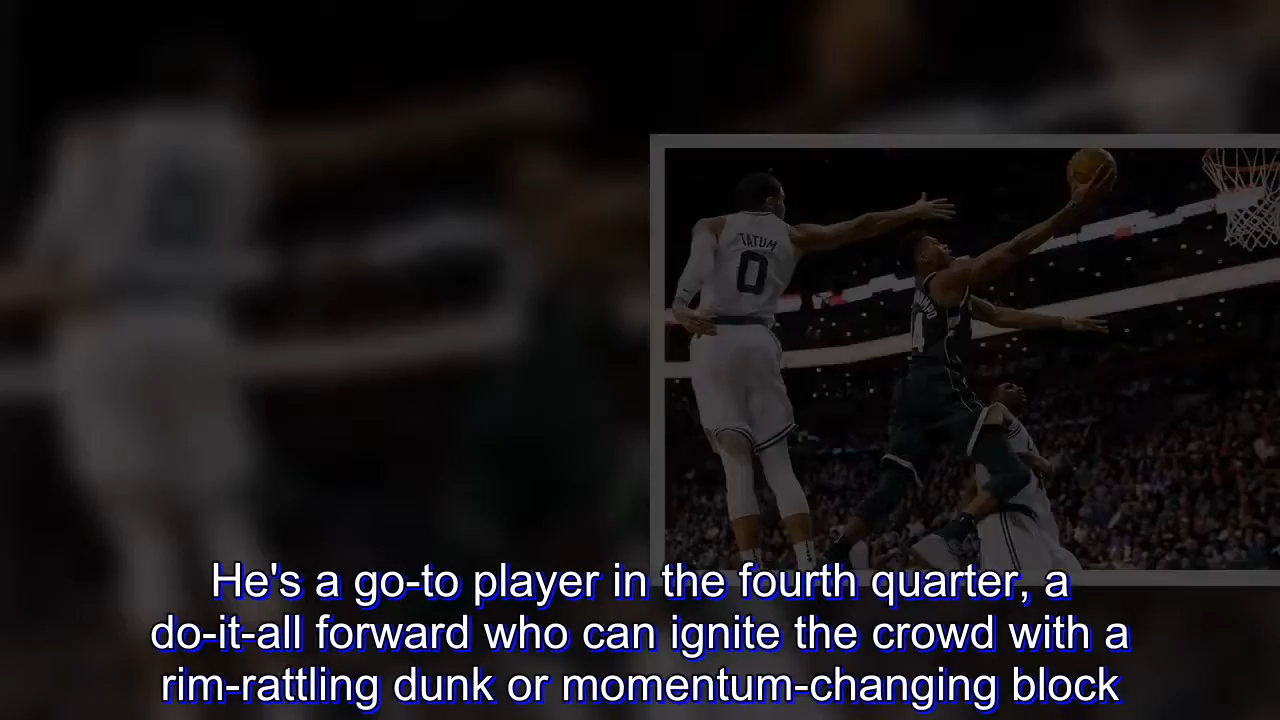 TATUM
0
He's a go-to player in the fourth quarter, a
do-it-all forward who can ignite the crowd with a
rim-rattling dunk or momentum-changing block